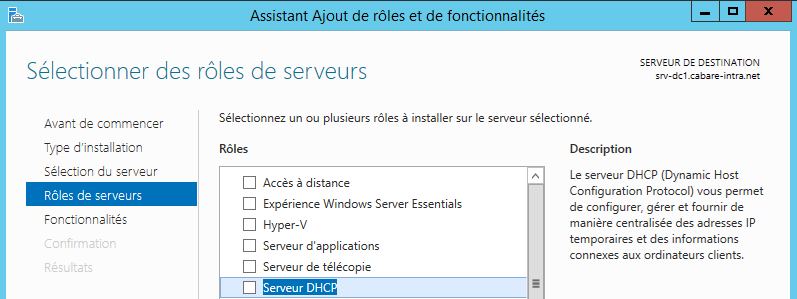 Assistant Ajout de rôles et de fonctionnalités
Sélectionner des rôles de serveurs
SERVEUR DE DESTINATION
srv-dc1.cabare-intra.net
Avant de commencer
Type d'installation
Sélection du serveur
Rôles de serveurs
Fonctionnalités
Confirmation
Résultats
Sélectionnez un ou plusieurs rôles à installer sur le serveur sélectionné.
Rôles
Accès à distance
Expérience Windows Server Essentials
Hyper-V
Serveur d'applications
Serveur de télécopie
Serveur DHCP
Description
Le serveur DHCP (Dynamic Host
Configuration Protocol) vous permet
de configurer, gérer et fournir de
manière centralisée des adresses IP
temporaires et des informations
connexes aux ordinateurs clients.